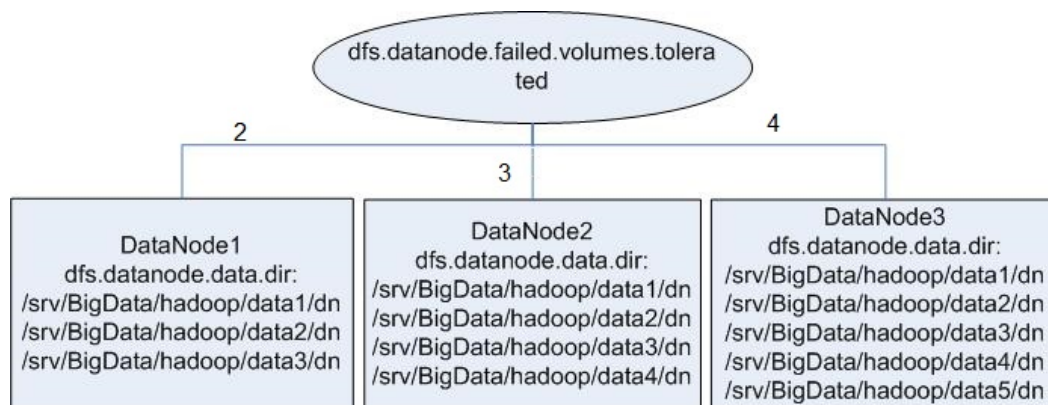 dfs.datanode.failed.volumes.tolera
ted
2
3
4
DataNode1
dfs.datanode.data.dir:
/srv/BigData/hadoop/data1/dn
/srv/BigData/hadoop/data2/dn
/srv/BigData/hadoop/data3/dn
DataNode2
dfs.datanode.data.dir:
/srv/BigData/hadoop/data1/dn
/srv/BigData/hadoop/data2/dn
/srv/BigData/hadoop/data3/dn
/srv/BigData/hadoop/data4/dn
DataNode3
dfs.datanode.data.dir:
/srv/BigData/hadoop/data1/dn
/srv/BigData/hadoop/data2/dn
/srv/BigData/hadoop/data3/dn
/srv/BigData/hadoop/data4/dn
/srv/BigData/hadoop/data5/dn